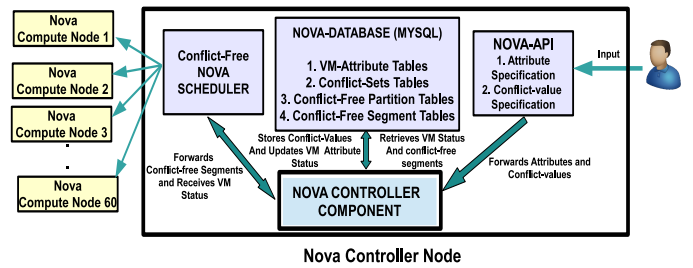 Nova
Compute Node 1
Nova
Compute Node 2
Nova
Compute Node 3
.
.
Nova
Compute Node 60
Conflict-Free
NOVA
SCHEDULER
NOVA-DATABASE (MYSQL)
1. VM-Attribute Tables
2. Conflict-Sets Tables
3. Conflict-Free Partition Tables
4. Conflict-Free Segment Tables
NOVA-API
1. Attribute
Specification
2. Conflict-value
Specification
Input
Forwards
Conflict-free Segments
and Receives VM
Status
Stores Conflict-Values
And Updates VM Attribute
Status
Retrieves VM Status
And conflict-free
segments
Forwards Attributes and
Conflict-values
NOVA CONTROLLER
COMPONENT
Nova Controller Node